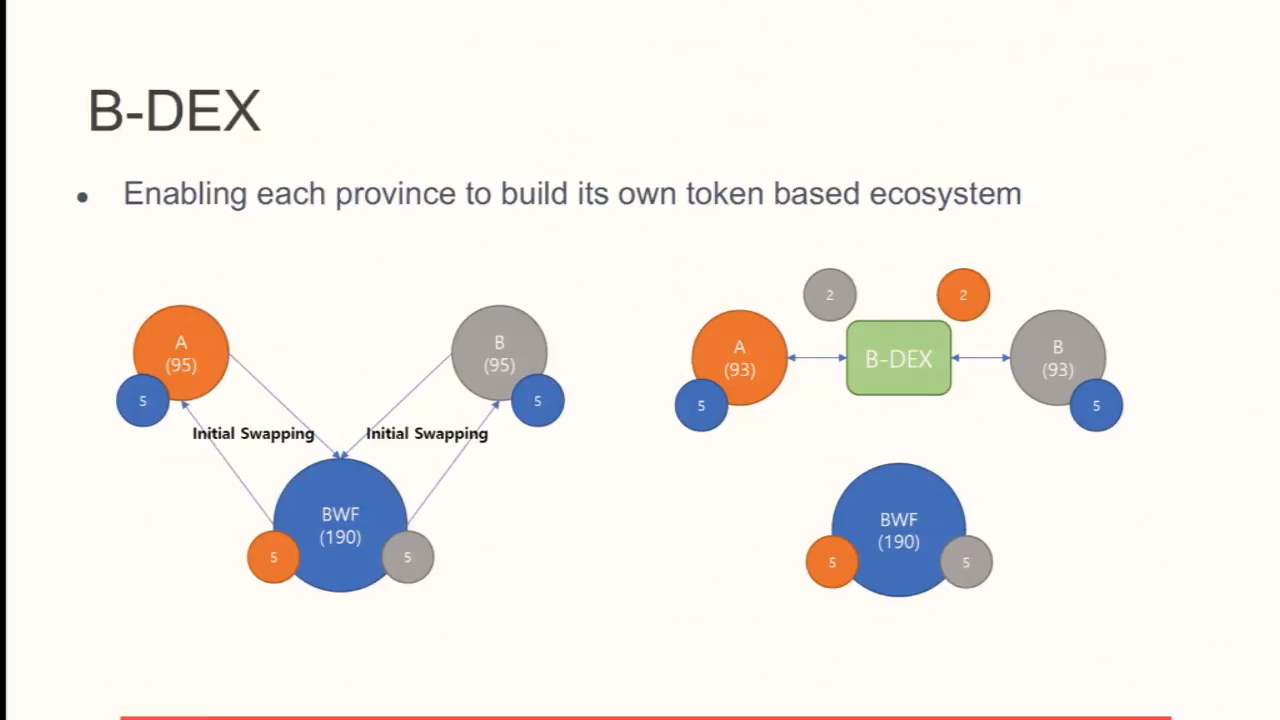 B-DEX
• Enabling each province to build its own token based ecosystem
A
(95)
5
B
(95)
5
Initial Swapping
Initial Swapping
BWF
(190)
5
5
2
2
A
(93)
5
B-DEX
B
(93)
5
BWF
(190)
5
5